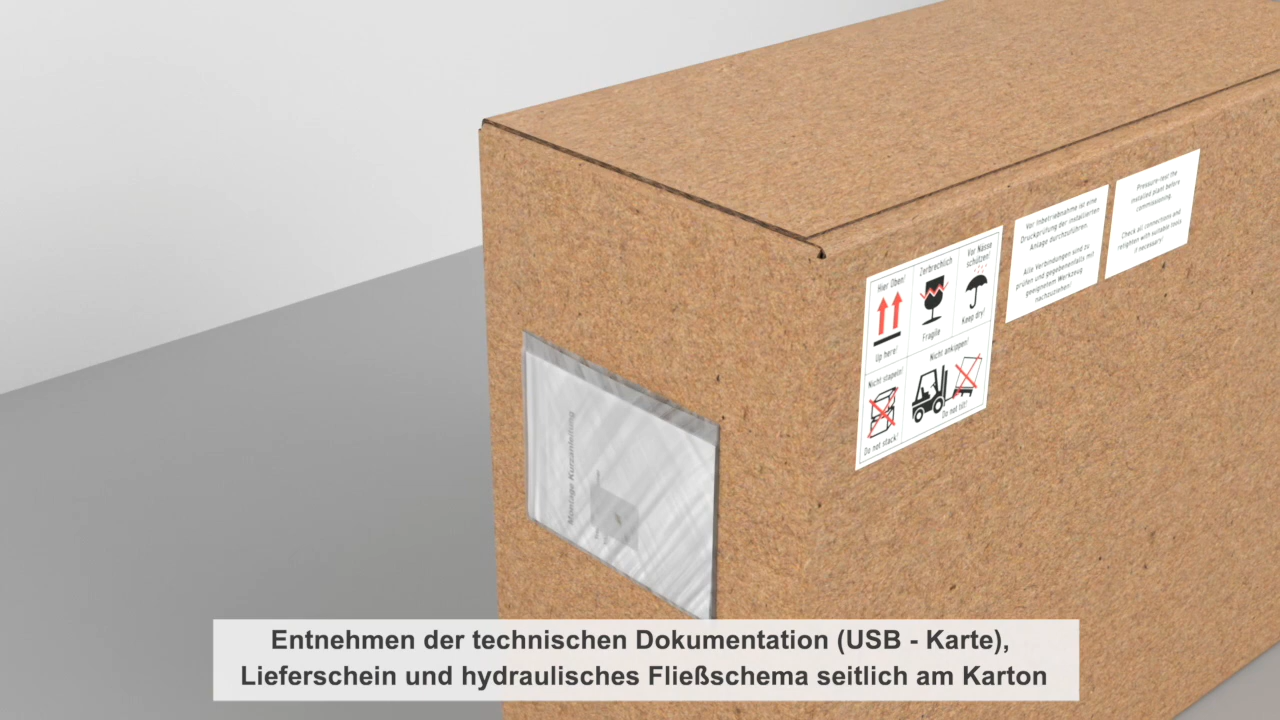 Hier Oben!
Zerbrechlich
Vor Nässe
schützen!
Up here!
Fragile
Keep dry!
Nicht stapeln!
Nicht ankippen!
Do not stack!
Do not tilt!
Vor Inbetriebnahme ist eine
Druckprüfung der installierten
Anlage durchzuführen.
Alle Verbindungen sind zu
prüfen und gegebenenfalls mit
geeignetem Werkzeug
nachzuziehen!
Pressure-test the
installed plant before
commissioning.
Check all connections and
retighten with suitable tools
if necessary!
Montage Kurzanleitung
Entnehmen der technischen Dokumentation (USB - Karte),
Lieferschein und hydraulisches Fließschema seitlich am Karton